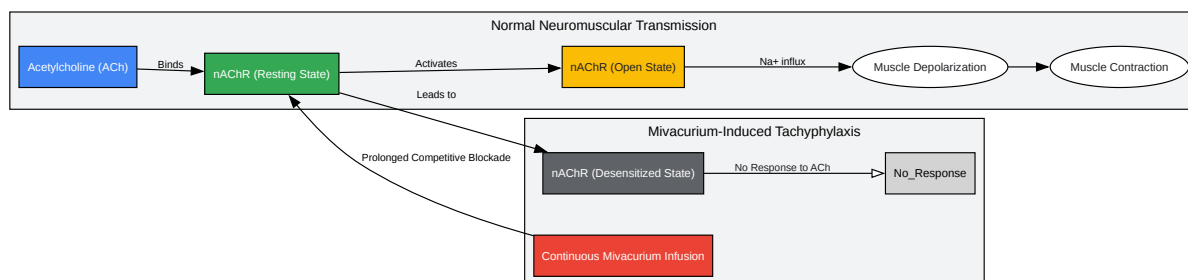 Normal Neuromuscular Transmission
Acetylcholine (ACh)
Binds
nAChR (Resting State)
Activates
nAChR (Open State)
Na+ influx
Muscle Depolarization
Muscle Contraction
Leads to
Mivacurium-Induced Tachyphylaxis
Prolonged Competitive Blockade
nAChR (Desensitized State)
No Response to ACh
No_Response
Continuous Mivacurium Infusion